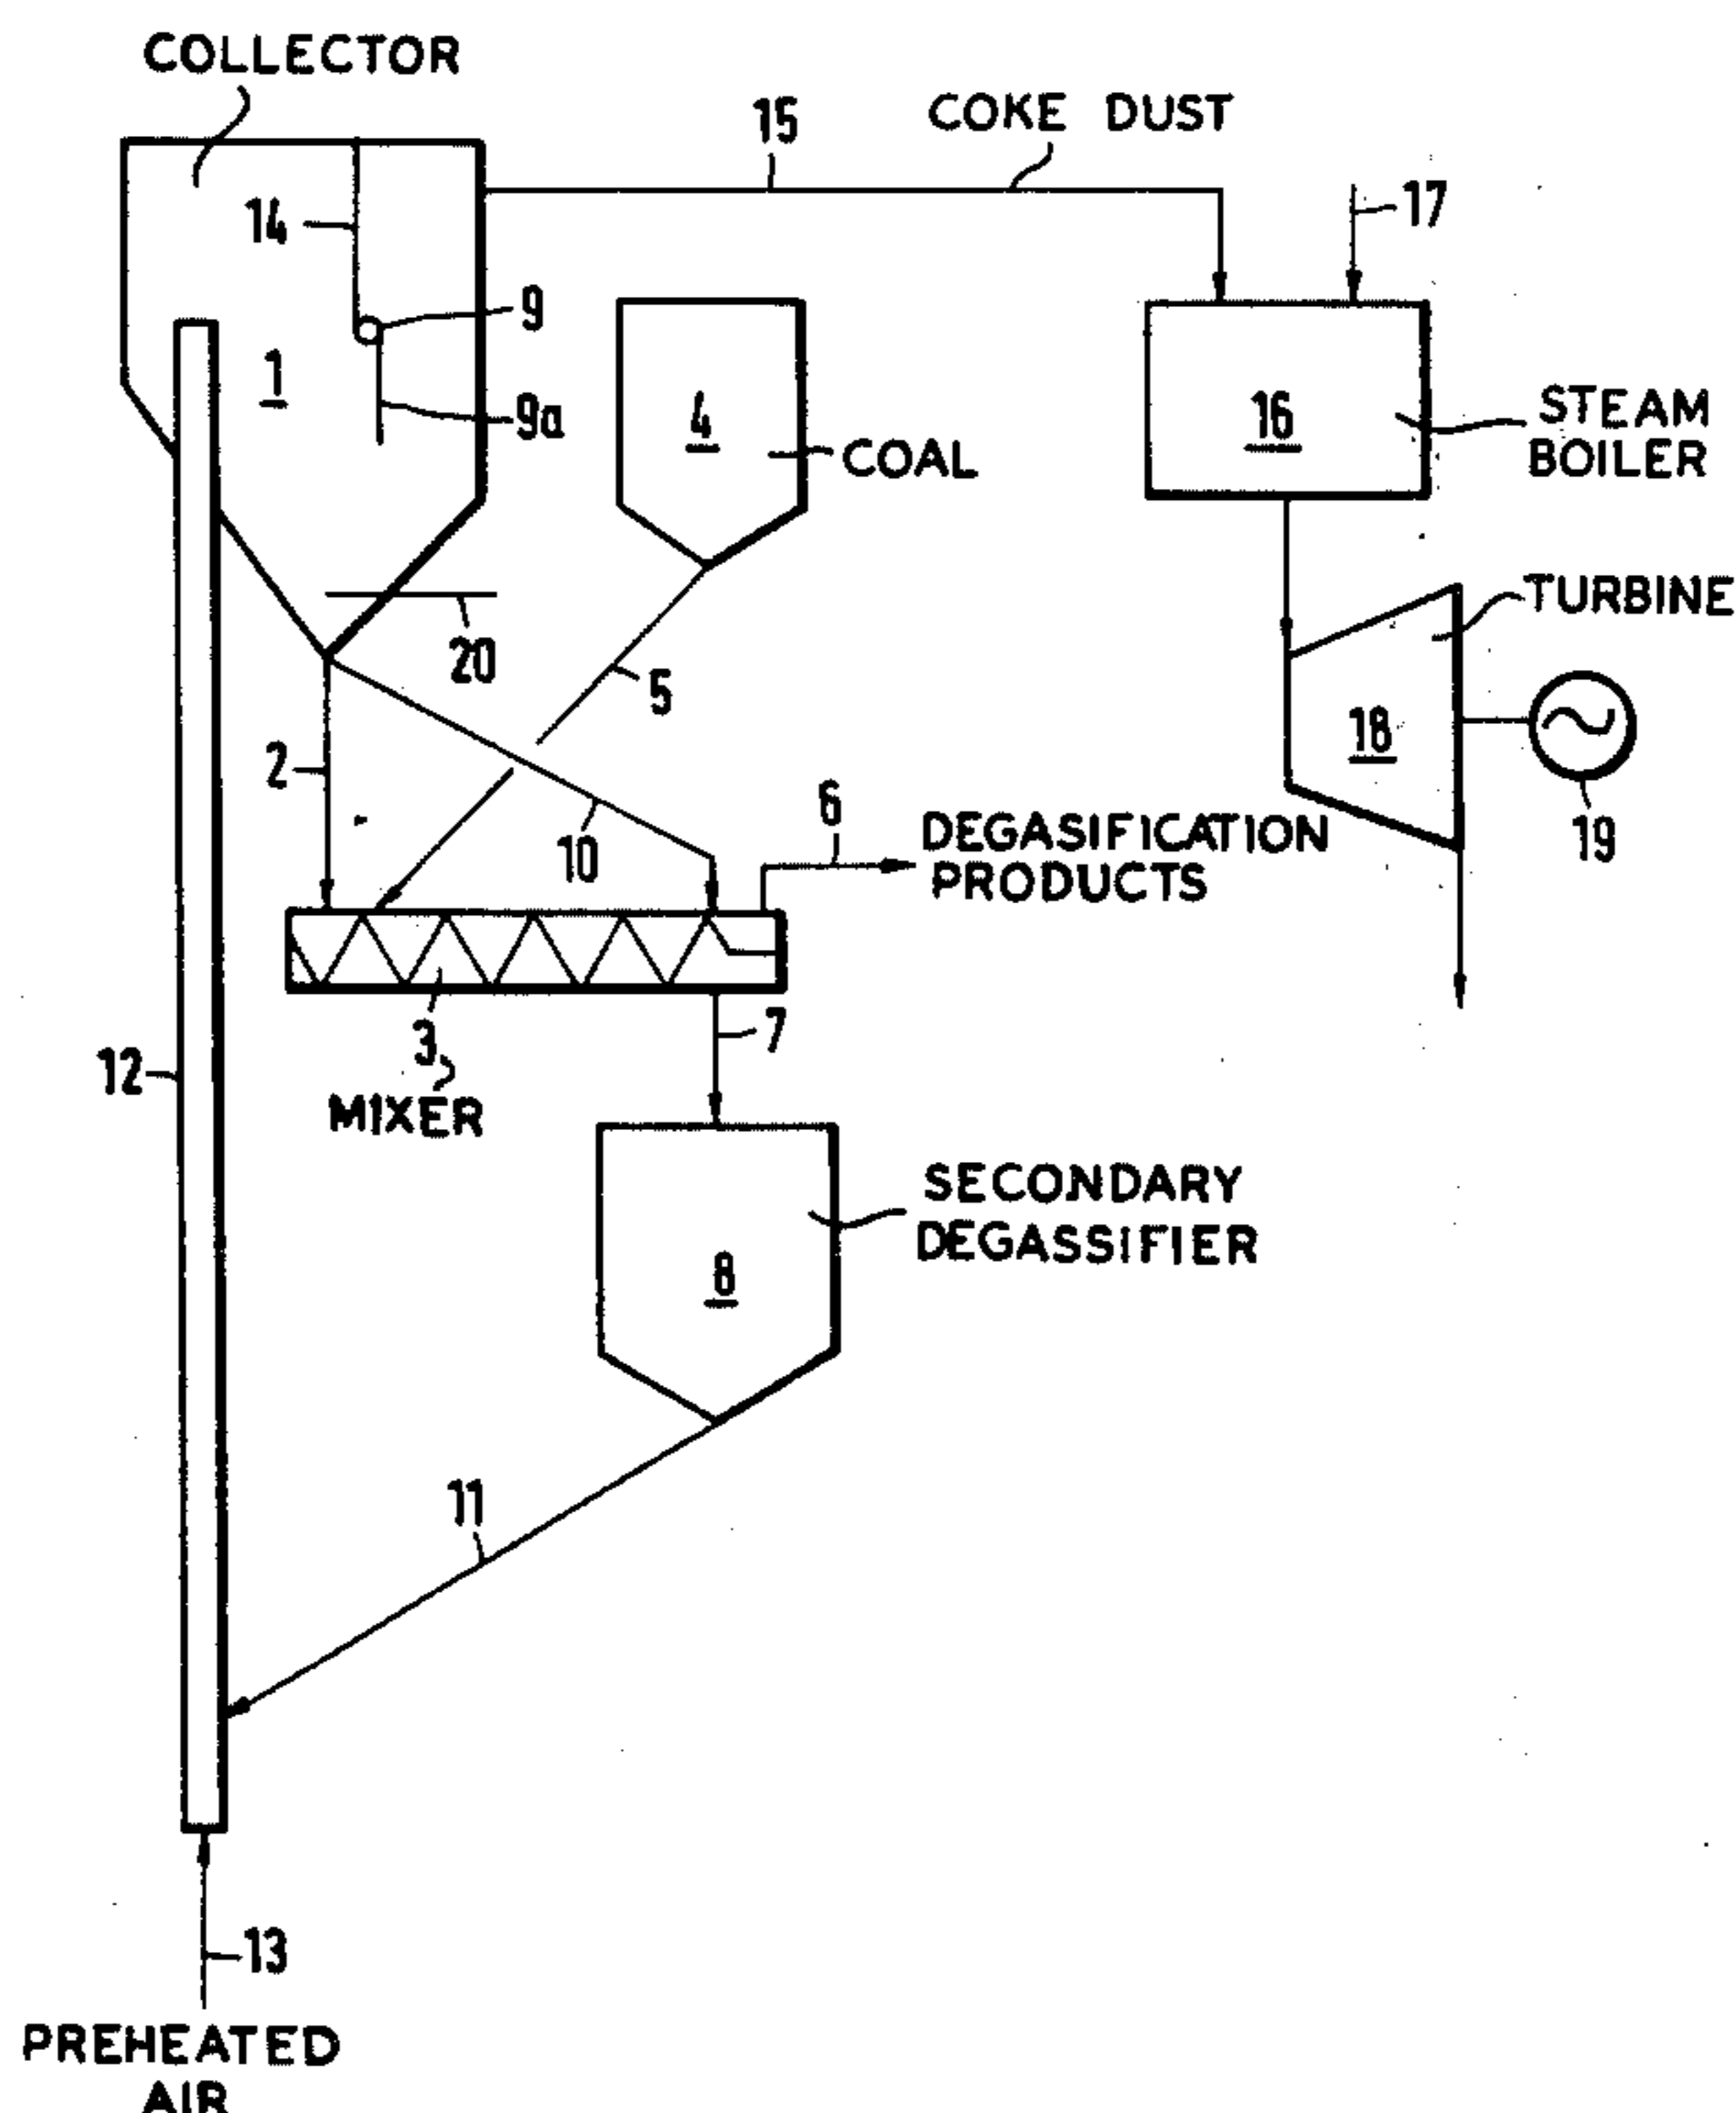 COLLECTOR
15
COKE DUST
14
17
9
1
9a
4
COAL
16
STEAM
BOILER
20
5
TURBINE
2
18
10
6
DEGASIFICATION
PRODUCTS
19
3
7
12
MIXER
SECONDARY
DEGASSIFIER
8
11
13
PREHEATED
AIR